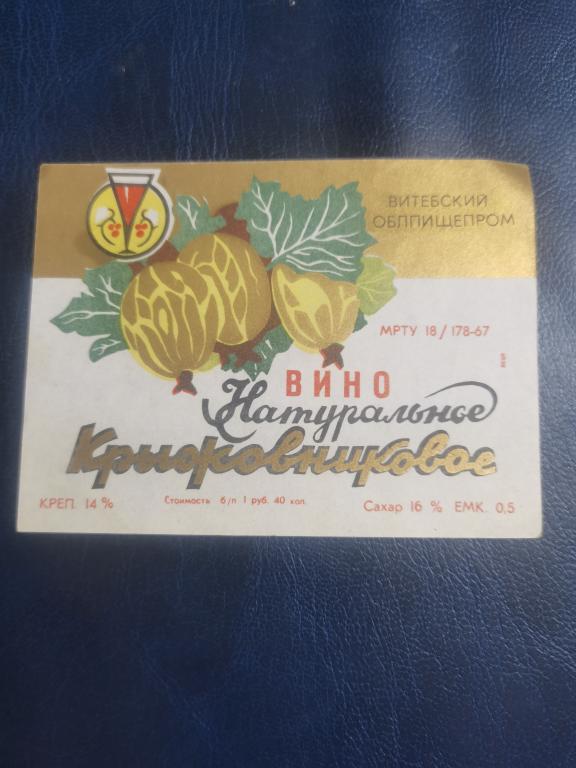 ВИТЕБСКИЙ
ОБЛПИЩЕПРОМ
МРТУ 18/178-67
ВИНО
Натуральное
Крыжовниковое
КРЕП. 14 % Стоимость б/п 1 руб. 40 коп. Сахар 16 % ЕМК. 0,5